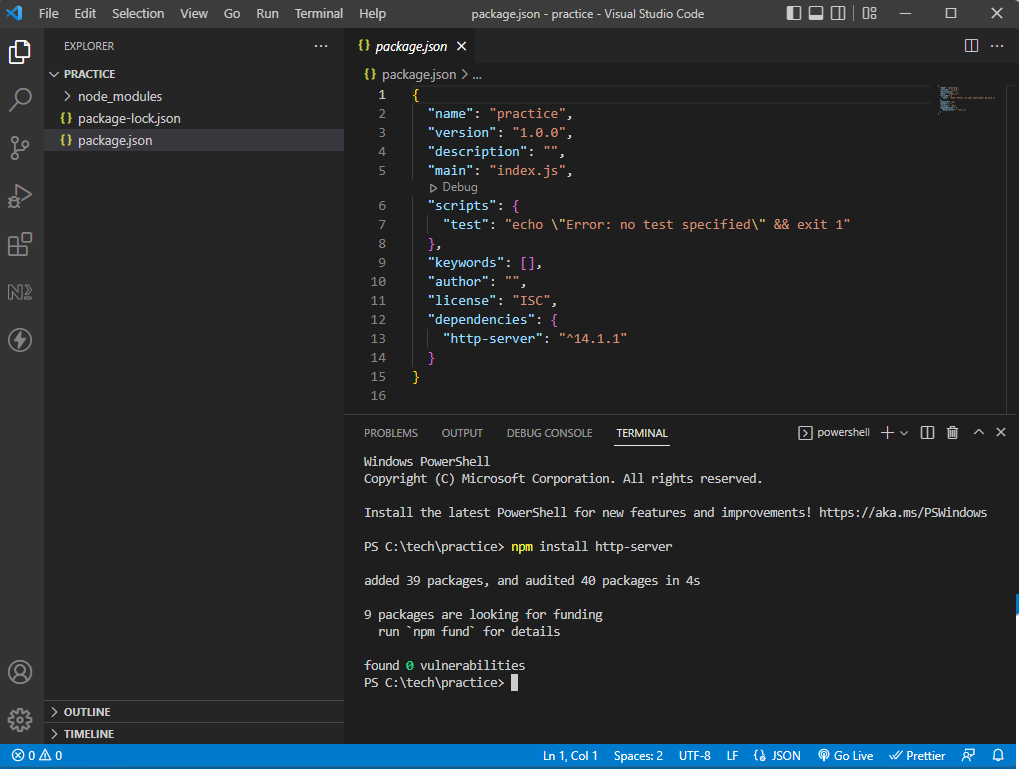 File Edit Selection View Go Run Terminal Help package.json - practice - Visual Studio Code
EXPLORER
PRACTICE
node_modules
package-lock.json
package.json
OUTLINE
TIMELINE
{} package.json
{} package.json > ...
1 {
2 "name": "practice",
3 "version": "1.0.0",
4 "description": "",
5 "main": "index.js",
Debug
6 "scripts": {
7 "test": "echo \"Error: no test specified\" && exit 1"
8 },
9 "keywords": [],
10 "author": "",
11 "license": "ISC",
12 "dependencies": {
13 "http-server": "^14.1.1"
14 }
15 }
16
PROBLEMS OUTPUT DEBUG CONSOLE TERMINAL powershell
Windows PowerShell
Copyright (C) Microsoft Corporation. All rights reserved.
Install the latest PowerShell for new features and improvements! https://aka.ms/PSWindows
PS C:\tech\practice> npm install http-server
added 39 packages, and audited 40 packages in 4s
9 packages are looking for funding
run `npm fund` for details
found 0 vulnerabilities
PS C:\tech\practice>
0 0 Ln 1, Col 1 Spaces: 2 UTF-8 LF {} JSON Go Live Prettier